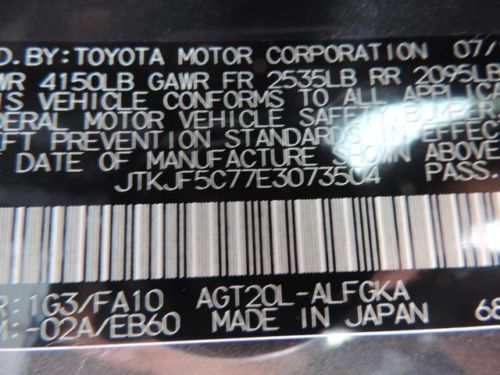 D. BY: TOYOTA MOTOR CORPORATION 07/
WR 4150LB GAWR FR 2535LB RR 2095LB
IS VEHICLE CONFORMS TO ALL APPLIC
DERAL MOTOR VEHICLE SAFETY, BUMPER
EFT PREVENTION STANDARDS IN EFFEC
E DATE OF MANUFACTURE SHOWN ABOVE
JTKJF5C77E3073504 PASS.
R:1G3/FA10 AGT20L-ALFGKA
M:-02A/EB60 MADE IN JAPAN 68